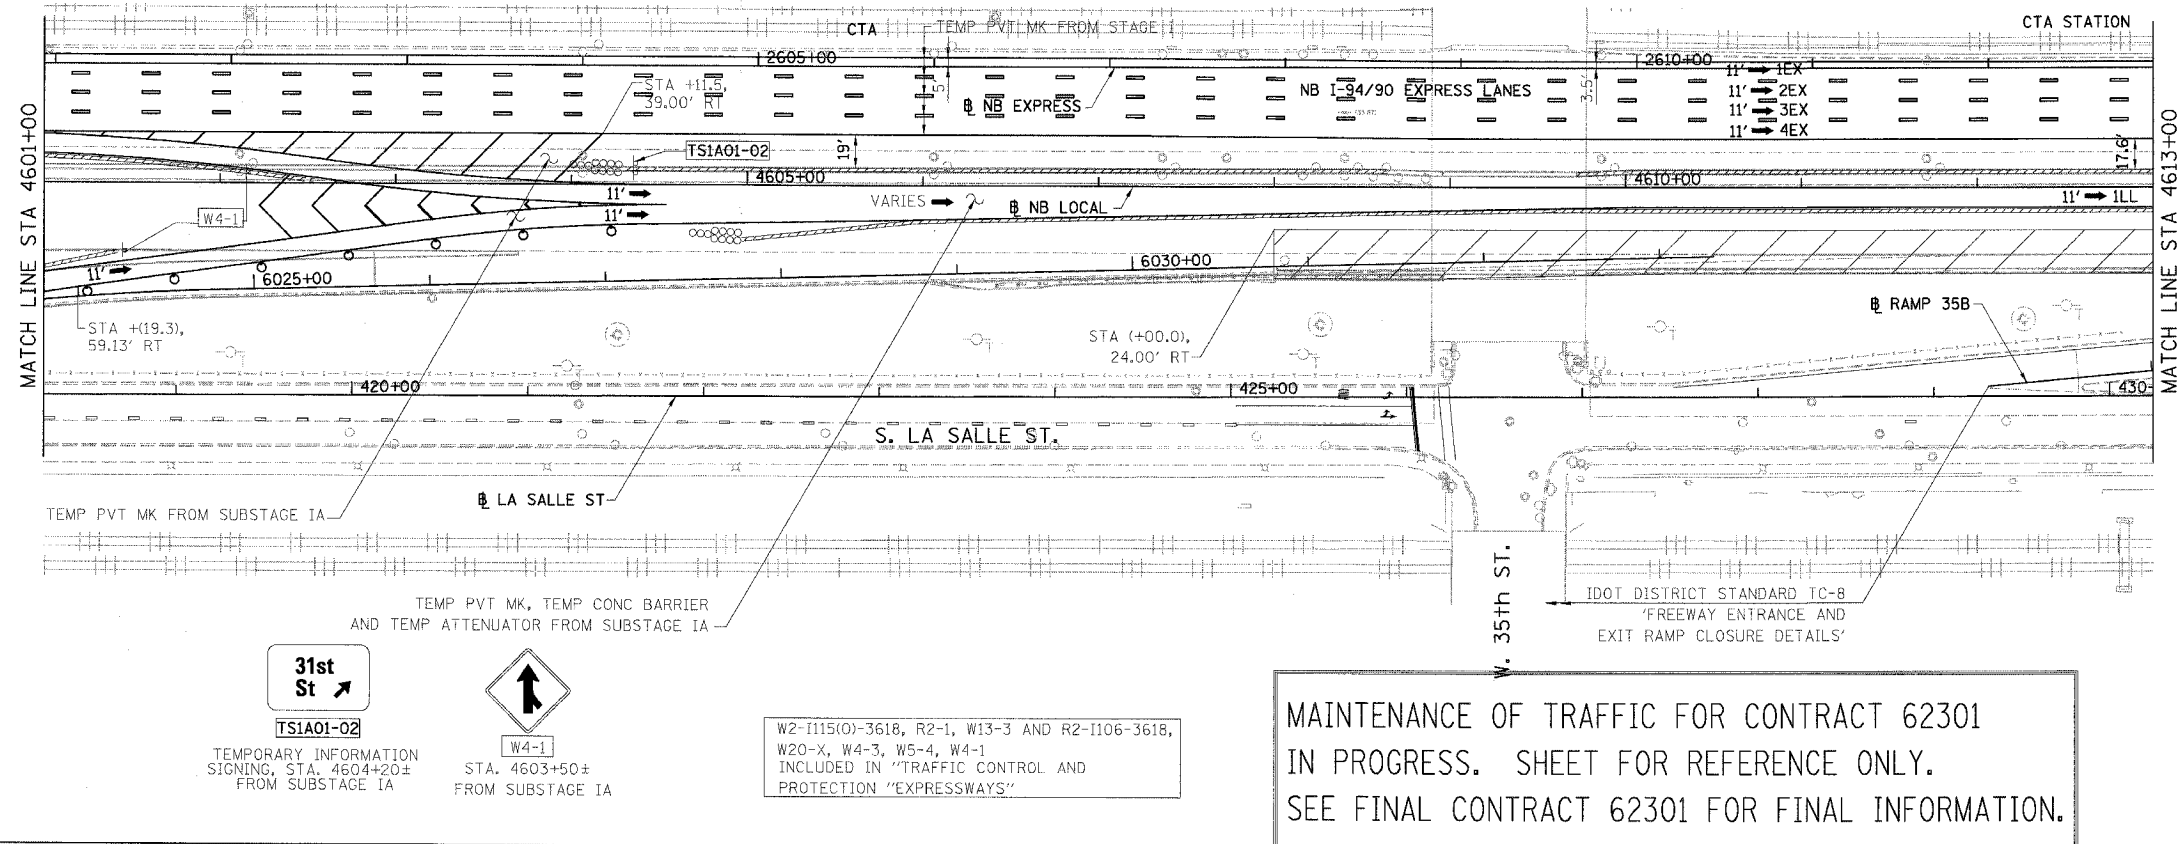 CTA
TEMP PVT MK FROM STAGE I
CTA STATION
2605+00
2610+00
5'
5'
3.5'
STA +11.5,
39.00' RT
℄ NB EXPRESS
NB I-94/90 EXPRESS LANES
11' 1EX
11' 2EX
11' 3EX
11' 4EX
MATCH LINE STA 4601+00
MATCH LINE STA 4613+00
TS1A01-02
19'
17.6'
4605+00
4610+00
11'
11'
VARIES
℄ NB LOCAL
11' 1LL
W4-1
11'
6025+00
6030+00
STA +(19.3),
59.13' RT
STA (+00.0),
24.00' RT
℄ RAMP 35B
420+00
425+00
430
S. LA SALLE ST.
℄ LA SALLE ST
TEMP PVT MK FROM SUBSTAGE IA
TEMP PVT MK, TEMP CONC BARRIER
AND TEMP ATTENUATOR FROM SUBSTAGE IA
W. 35th ST.
IDOT DISTRICT STANDARD TC-8
'FREEWAY ENTRANCE AND
EXIT RAMP CLOSURE DETAILS'
31st
St
TS1A01-02
TEMPORARY INFORMATION
SIGNING, STA. 4604+20±
FROM SUBSTAGE IA
W4-1
STA. 4603+50±
FROM SUBSTAGE IA
W2-I115(O)-3618, R2-1, W13-3 AND R2-I106-3618,
W20-X, W4-3, W5-4, W4-1
INCLUDED IN "TRAFFIC CONTROL AND
PROTECTION "EXPRESSWAYS"
MAINTENANCE OF TRAFFIC FOR CONTRACT 62301
IN PROGRESS. SHEET FOR REFERENCE ONLY.
SEE FINAL CONTRACT 62301 FOR FINAL INFORMATION.